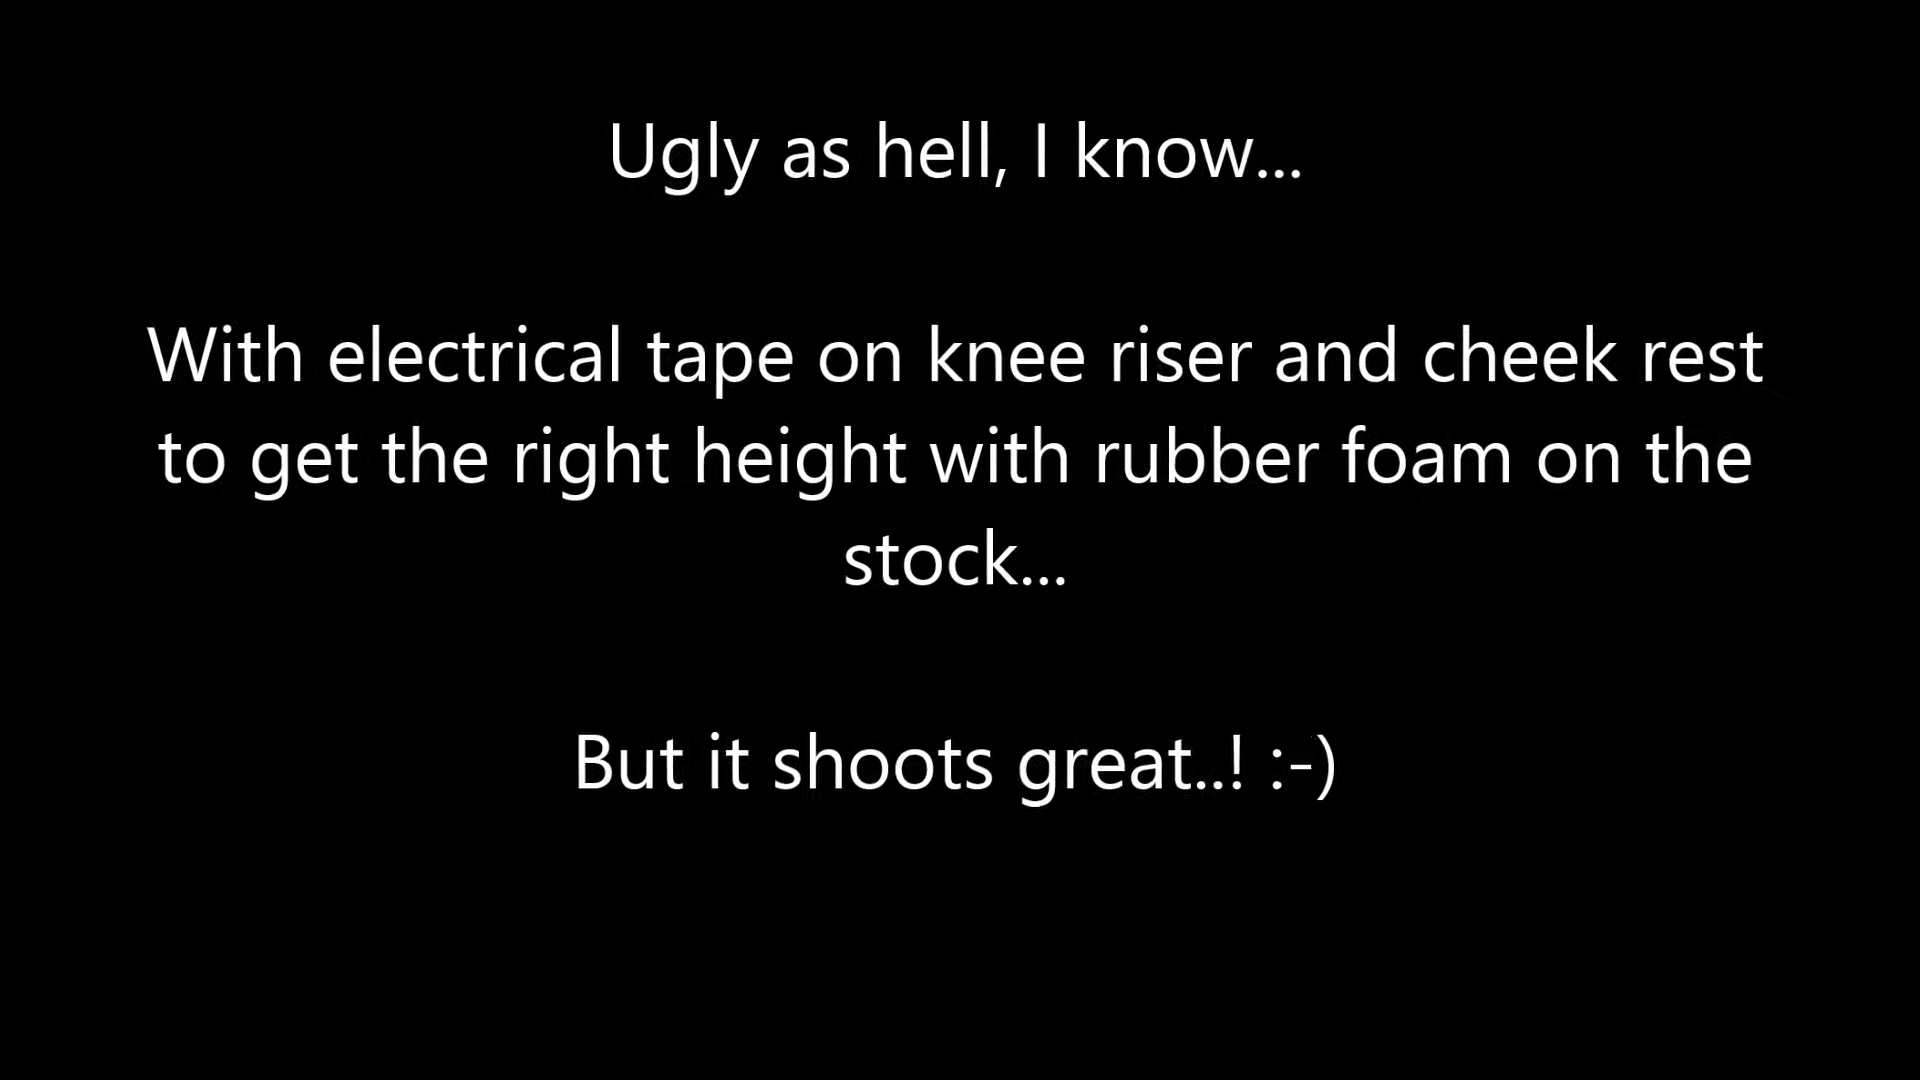 Ugly as hell, I know...
With electrical tape on knee riser and cheek rest
to get the right height with rubber foam on the
stock...
But it shoots great..! :-)